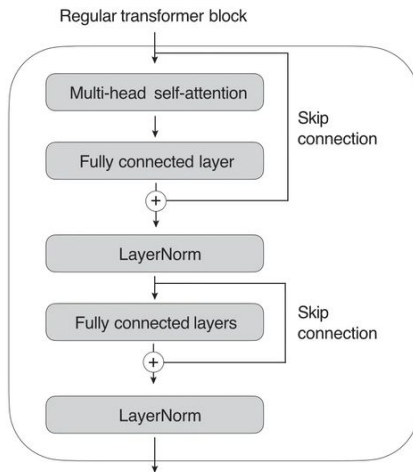 Regular transformer block
Multi-head self-attention
Skip
connection
Fully connected layer
+
LayerNorm
Fully connected layers
Skip
connection
+
LayerNorm